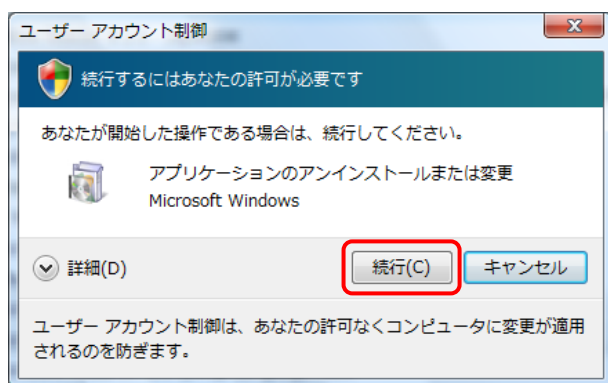 ユーザー アカウント制御
続行するにはあなたの許可が必要です
あなたが開始した操作である場合は、続行してください。
アプリケーションのアンインストールまたは変更
Microsoft Windows
詳細(D)
続行(C)
キャンセル
ユーザー アカウント制御は、あなたの許可なくコンピュータに変更が適用
されるのを防ぎます。